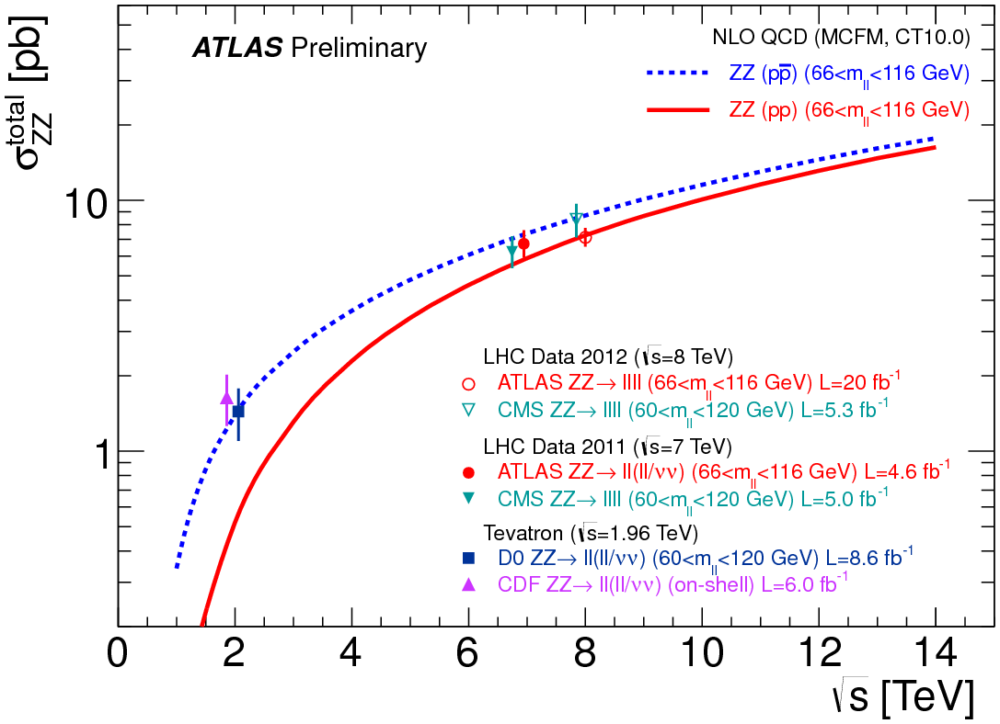 σ_ZZ^total [pb]
ATLAS Preliminary
NLO QCD (MCFM, CT10.0)
ZZ (pp̅) (66<m_ll<116 GeV)
ZZ (pp) (66<m_ll<116 GeV)
10
1
LHC Data 2012 (√s=8 TeV)
ATLAS ZZ→ llll (66<m_ll<116 GeV) L=20 fb⁻¹
CMS ZZ→ llll (60<m_ll<120 GeV) L=5.3 fb⁻¹
LHC Data 2011 (√s=7 TeV)
ATLAS ZZ→ ll(ll/νν) (66<m_ll<116 GeV) L=4.6 fb⁻¹
CMS ZZ→ llll (60<m_ll<120 GeV) L=5.0 fb⁻¹
Tevatron (√s=1.96 TeV)
D0 ZZ→ ll(ll/νν) (60<m_ll<120 GeV) L=8.6 fb⁻¹
CDF ZZ→ ll(ll/νν) (on-shell) L=6.0 fb⁻¹
0 2 4 6 8 10 12 14
√s [TeV]